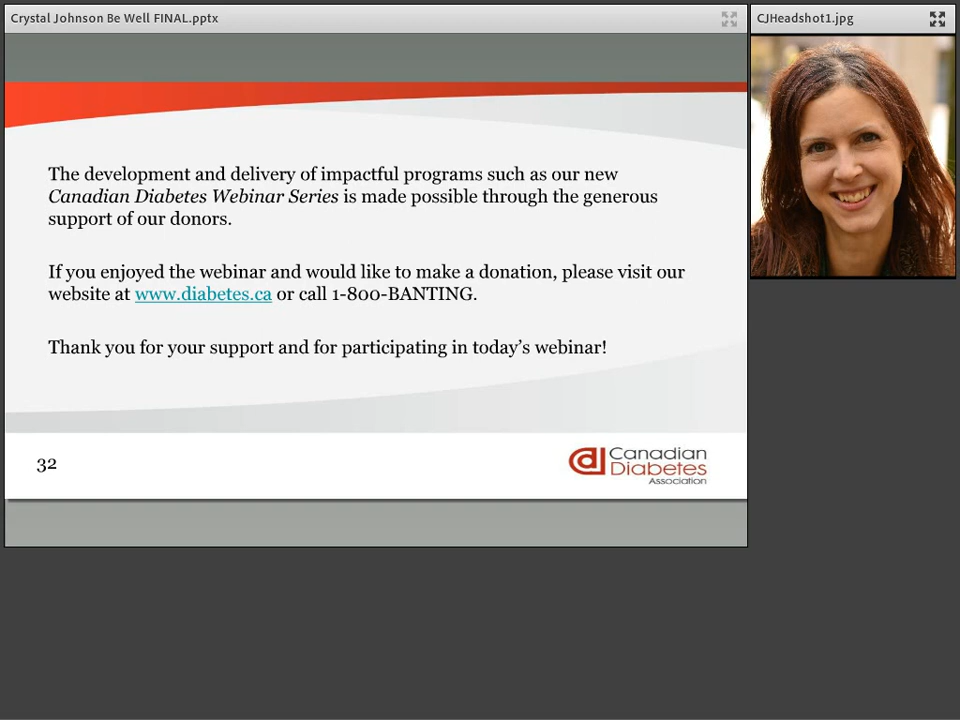 Crystal Johnson Be Well FINAL.pptx
CJHeadshot1.jpg
The development and delivery of impactful programs such as our new
Canadian Diabetes Webinar Series is made possible through the generous
support of our donors.
If you enjoyed the webinar and would like to make a donation, please visit our
website at www.diabetes.ca or call 1-800-BANTING.
Thank you for your support and for participating in today's webinar!
32
Canadian
Diabetes
Association